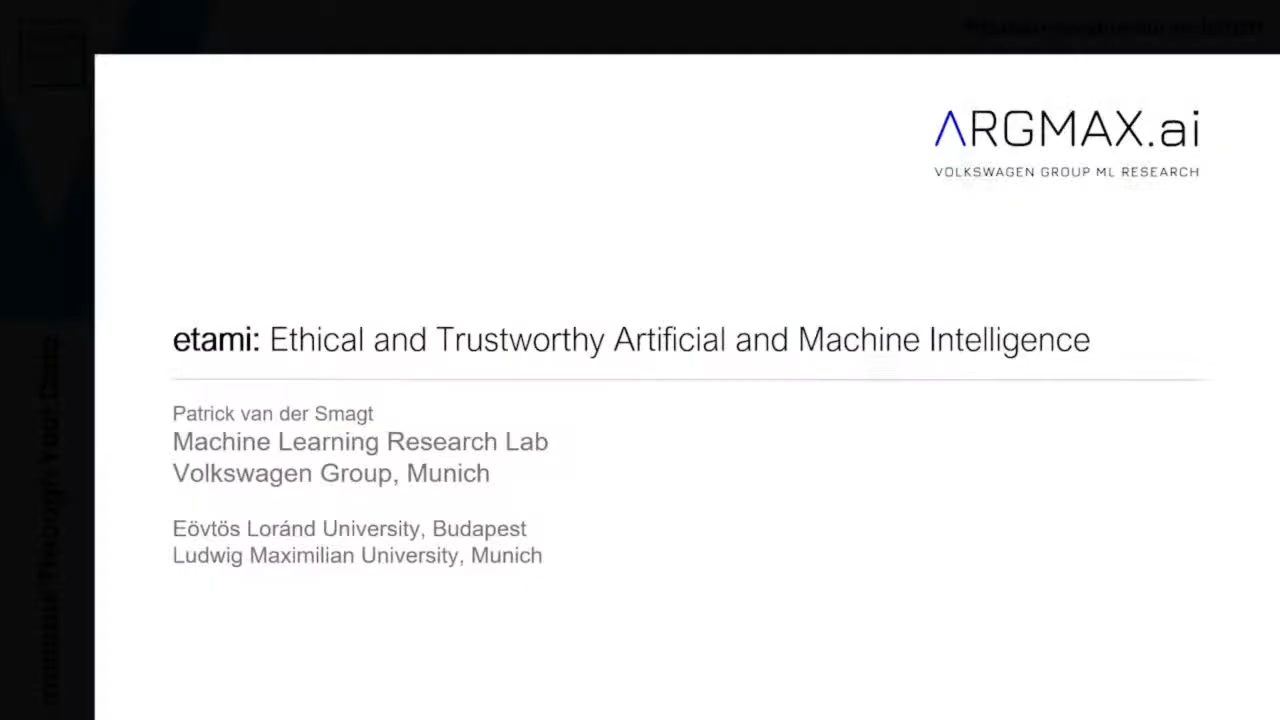 ARGMAX.ai
VOLKSWAGEN GROUP ML RESEARCH
etami: Ethical and Trustworthy Artificial and Machine Intelligence
Patrick van der Smagt
Machine Learning Research Lab
Volkswagen Group, Munich
Eövtös Loránd University, Budapest
Ludwig Maximilian University, Munich